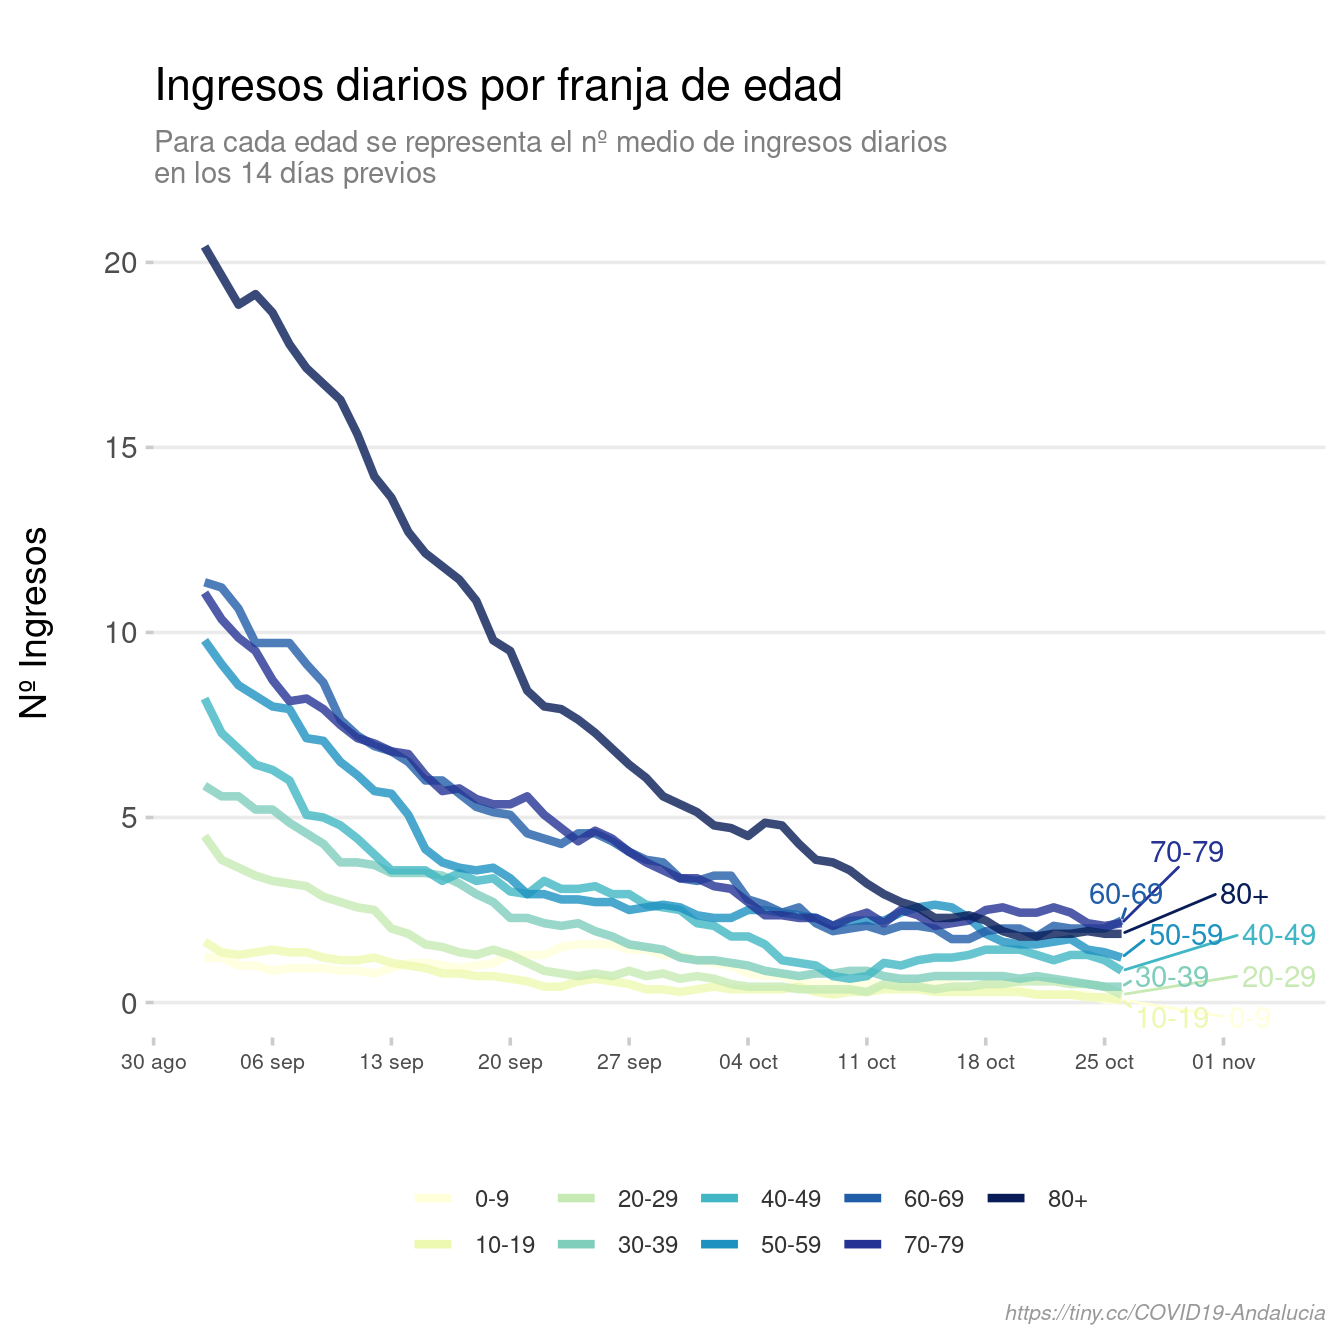 Ingresos diarios por franja de edad
Para cada edad se representa el nº medio de ingresos diarios
en los 14 días previos
Nº Ingresos
20
15
10
5
0
70-79
60-69
80+
50-59
40-49
30-39
20-29
10-19
0-9
30 ago
06 sep
13 sep
20 sep
27 sep
04 oct
11 oct
18 oct
25 oct
01 nov
0-9
20-29
40-49
60-69
80+
10-19
30-39
50-59
70-79
https://tiny.cc/COVID19-Andalucia